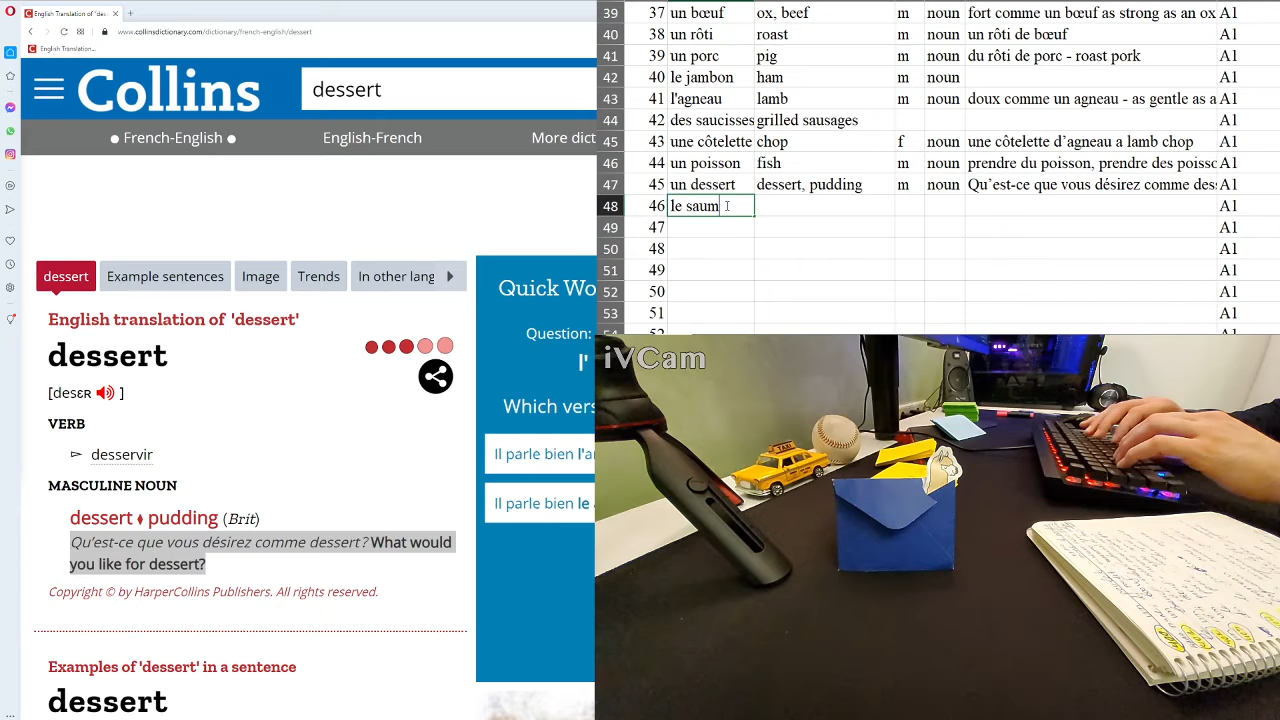 English Translation of "des
www.collinsdictionary.com/dictionary/french-english/dessert
English Translation...
Collins
dessert
● French-English ●
English-French
More dict
dessert
Example sentences
Image
Trends
In other lang
English translation of 'dessert'
dessert
[desɛʀ ]
VERB
desservir
MASCULINE NOUN
dessert ♦ pudding (Brit)
Qu'est-ce que vous désirez comme dessert? What would
you like for dessert?
Copyright © by HarperCollins Publishers. All rights reserved.
Examples of 'dessert' in a sentence
dessert
Quick Wo
Question:
l'
Which vers
Il parle bien l'a
Il parle bien le
39 37 un bœuf ox, beef m noun fort comme un bœuf as strong as an ox A1
40 38 un rôti roast m noun un rôti de bœuf A1
41 39 un porc pig m noun du rôti de porc - roast pork A1
42 40 le jambon ham m noun A1
43 41 l'agneau lamb m noun doux comme un agneau - as gentle as a A1
44 42 des saucisses grilled sausages A1
45 43 une côtelette chop f noun une côtelette d'agneau a lamb chop A1
46 44 un poisson fish m noun prendre du poisson, prendre des poisso A1
47 45 un dessert dessert, pudding m noun Qu'est-ce que vous désirez comme des A1
48 46 le saum A1
49 47 A1
50 48 A1
51 49 A1
52 50 A1
53 51 A1
54 52 A1
iVCam
TAXI